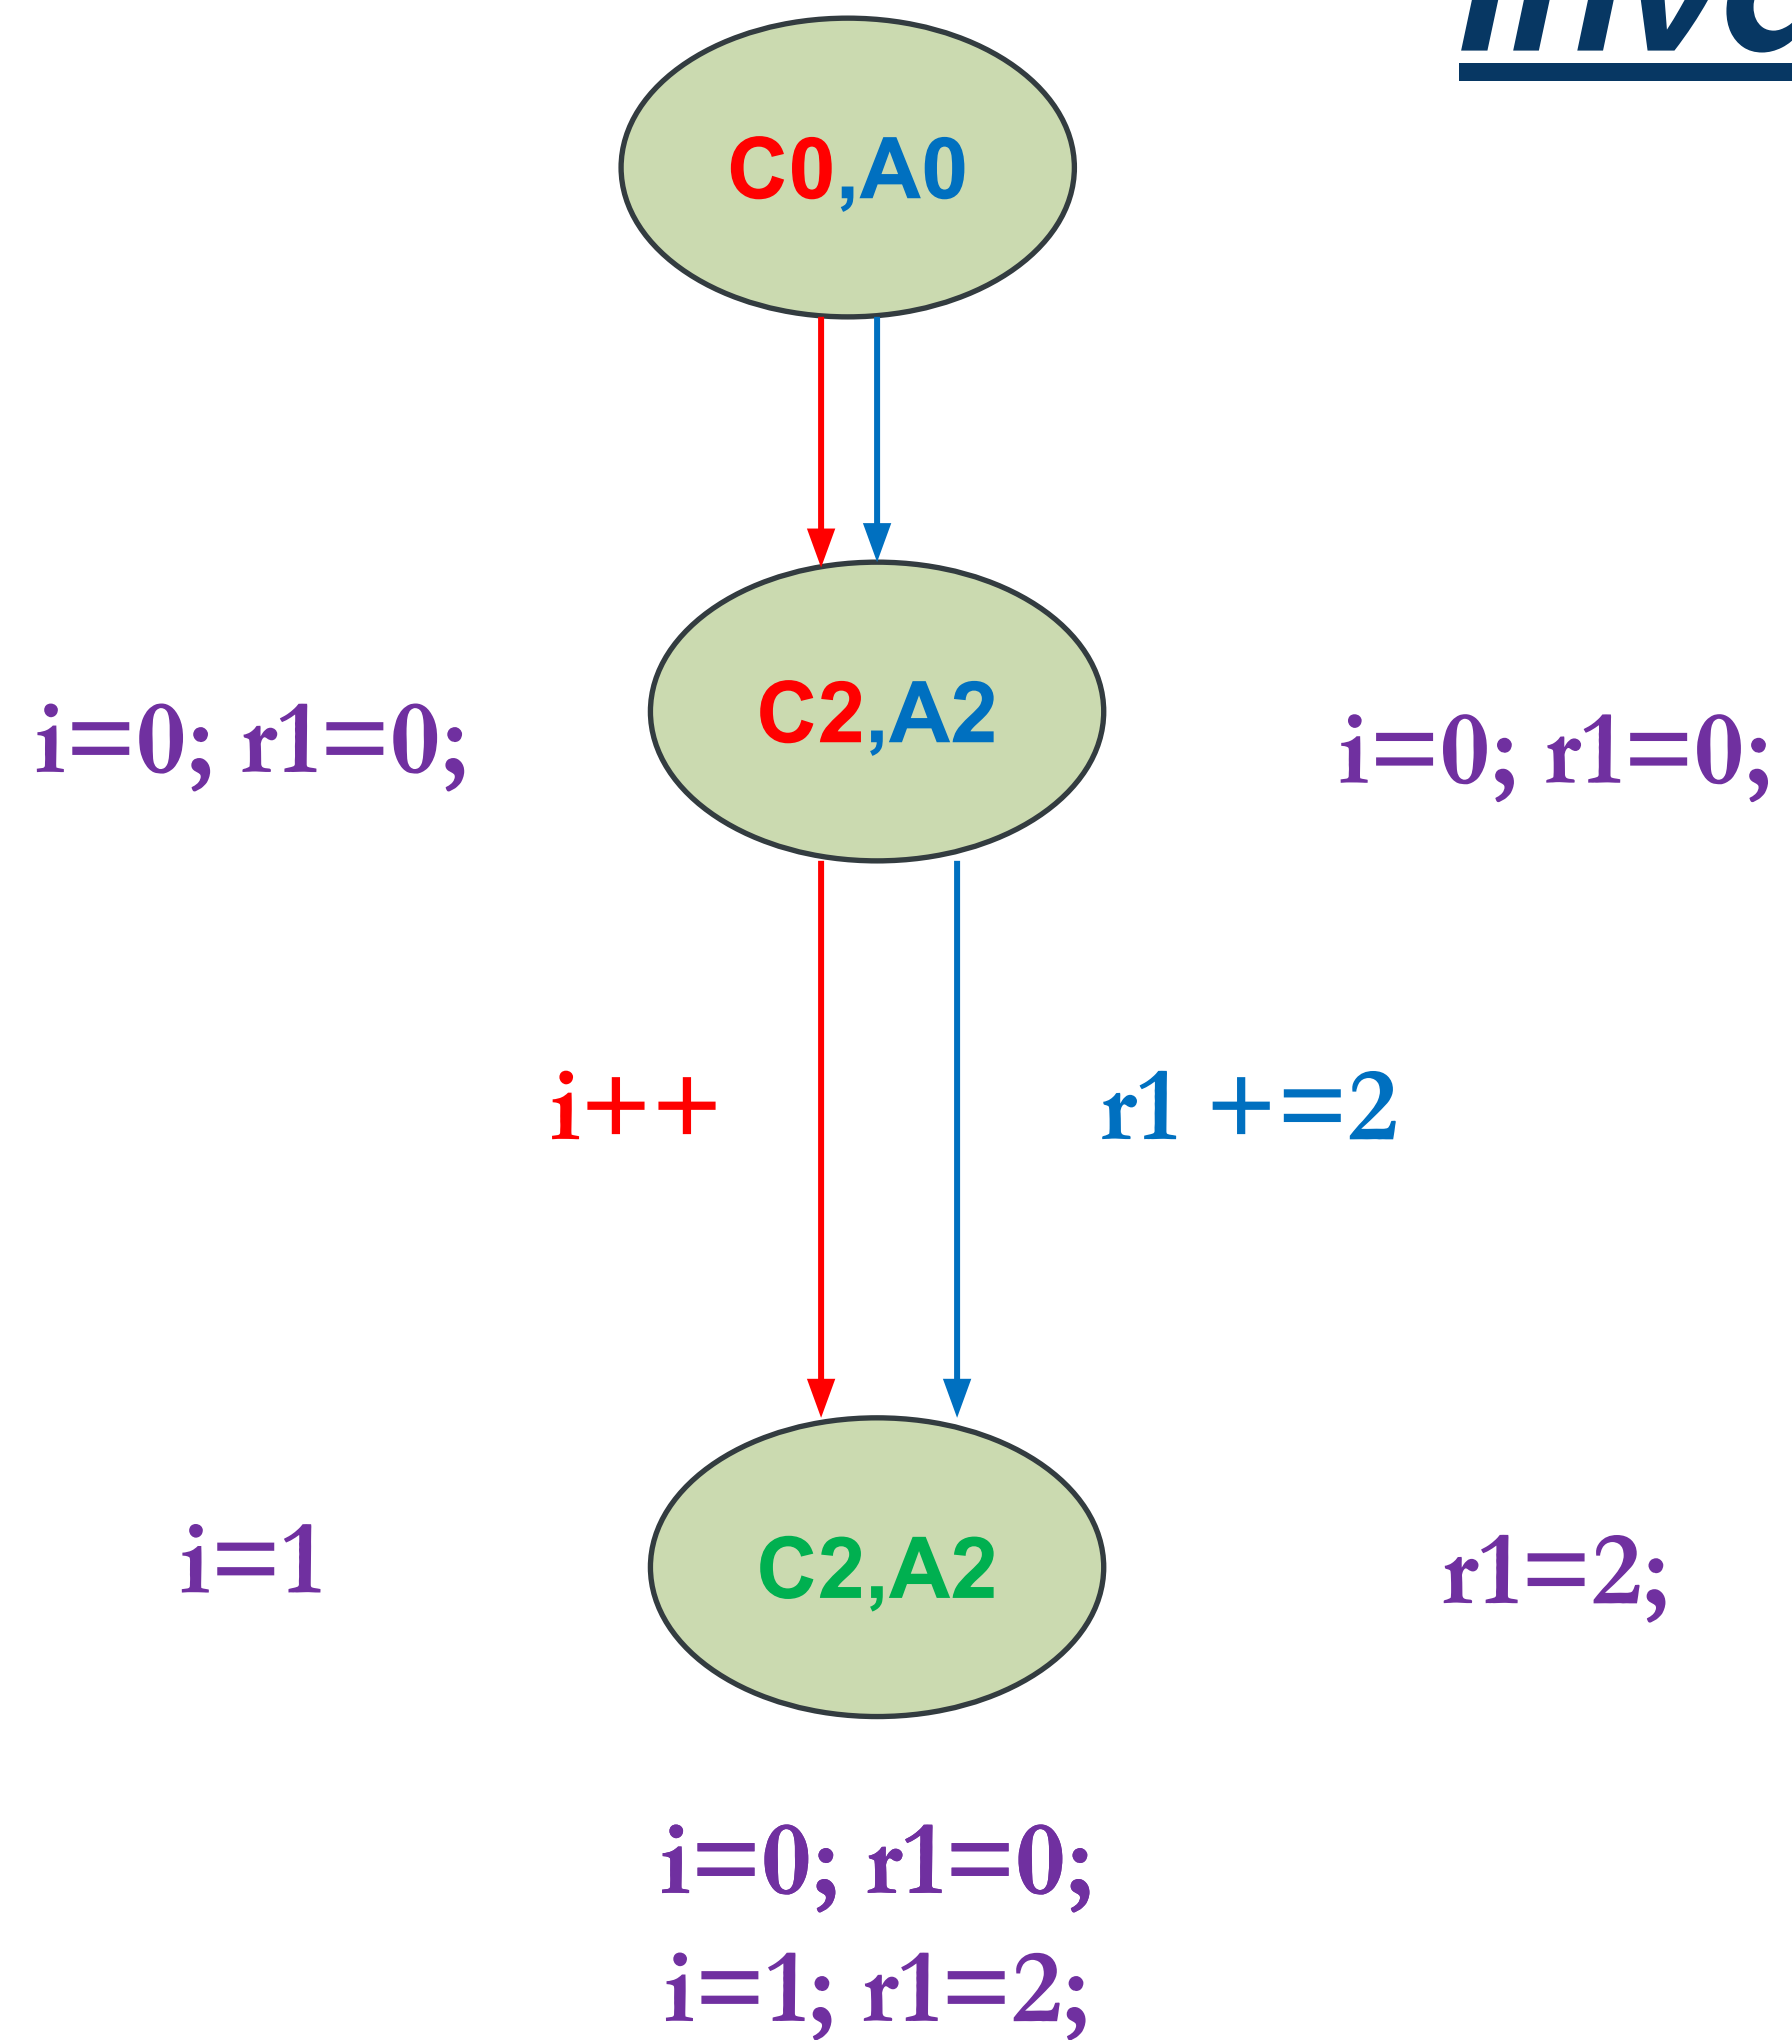 C0,A0
C2,A2
i=0; r1=0;
i=0; r1=0;
i++
r1 +=2
C2,A2
i=1
r1=2;
i=0; r1=0;
i=1; r1=2;